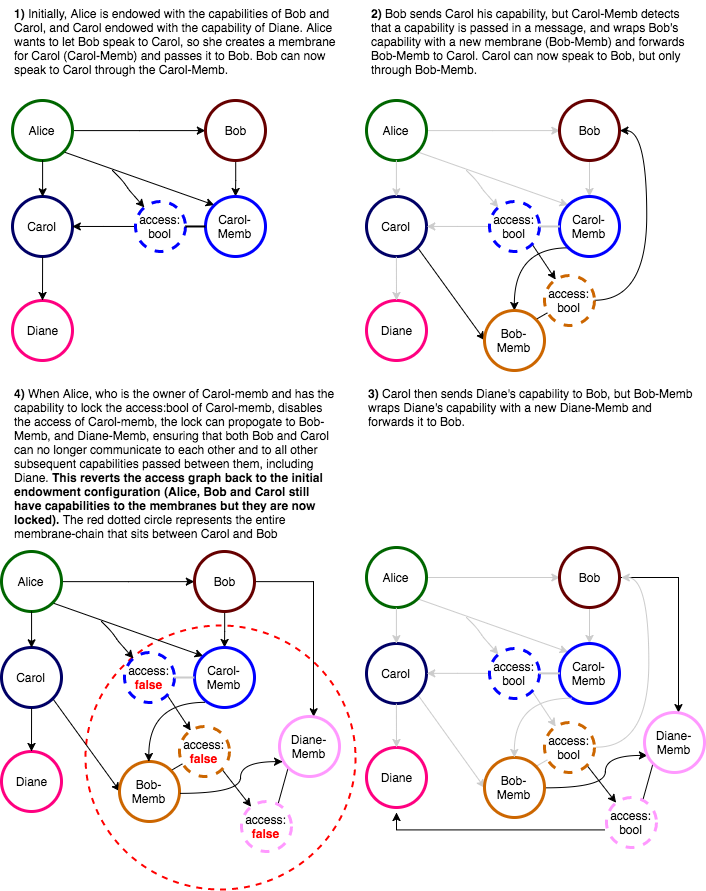 1) Initially, Alice is endowed with the capabilities of Bob and
Carol, and Carol endowed with the capability of Diane. Alice
wants to let Bob speak to Carol, so she creates a membrane
for Carol (Carol-Memb) and passes it to Bob. Bob can now
speak to Carol through the Carol-Memb.
Alice
Bob
Carol
access:
bool
Carol-
Memb
Diane
2) Bob sends Carol his capability, but Carol-Memb detects
that a capability is passed in a message, and wraps Bob's
capability with a new membrane (Bob-Memb) and forwards
Bob-Memb to Carol. Carol can now speak to Bob, but only
through Bob-Memb.
Alice
Bob
Carol
access:
bool
Carol-
Memb
access:
bool
Diane
Bob-
Memb
3) Carol then sends Diane's capability to Bob, but Bob-Memb
wraps Diane's capability with a new Diane-Memb and
forwards it to Bob.
Alice
Bob
Carol
access:
bool
Carol-
Memb
access:
bool
Diane-
Memb
Diane
Bob-
Memb
access:
bool
4) When Alice, who is the owner of Carol-memb and has the
capability to lock the access:bool of Carol-memb, disables
the access of Carol-memb, the lock can propogate to Bob-
Memb, and Diane-Memb, ensuring that both Bob and Carol
can no longer communicate to each other and to all other
subsequent capabilities passed between them, including
Diane. This reverts the access graph back to the initial
endowment configuration (Alice, Bob and Carol still
have capabilities to the membranes but they are now
locked). The red dotted circle represents the entire
membrane-chain that sits between Carol and Bob
Alice
Bob
Carol
access:
false
Carol-
Memb
access:
false
Diane-
Memb
Diane
Bob-
Memb
access:
false